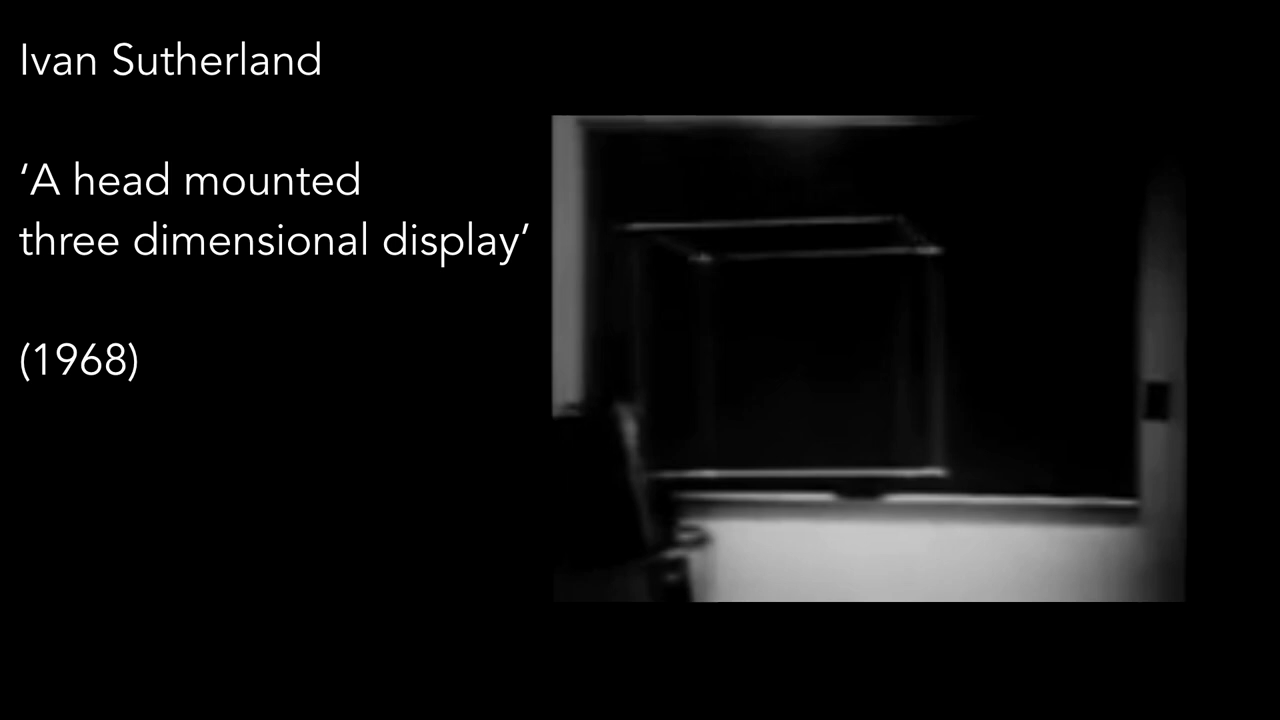 Ivan Sutherland
‘A head mounted
three dimensional display’
(1968)